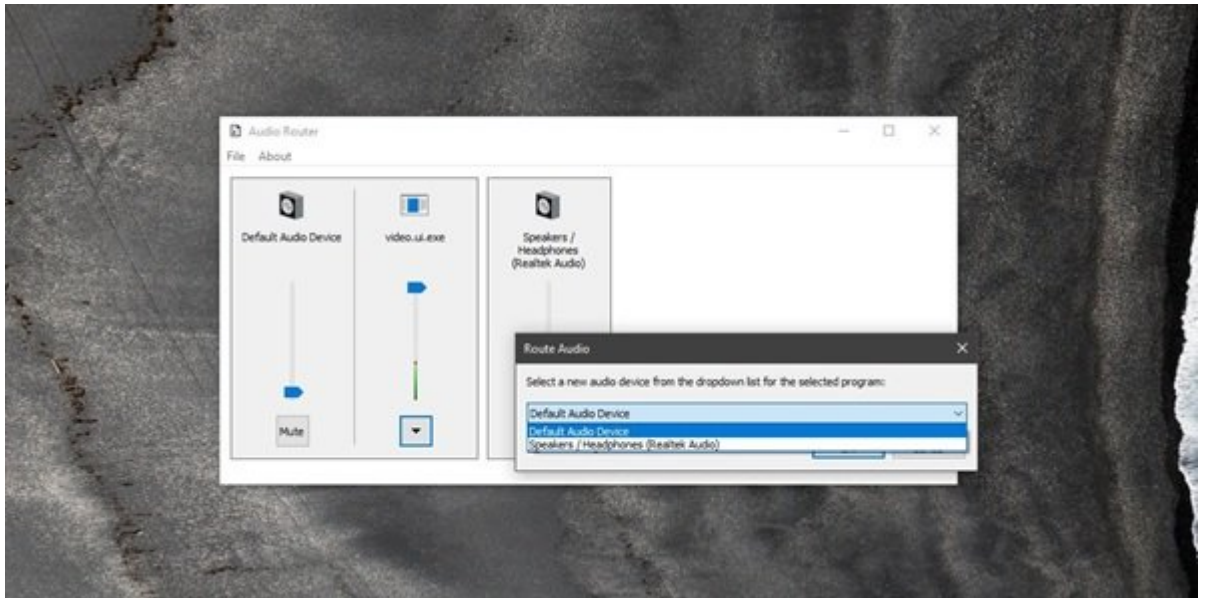 Audio Router
File About
Default Audio Device
video.ui.exe
Speakers /
Headphones
(Realtek Audio)
Mute
Route Audio
Select a new audio device from the dropdown list for the selected program:
Default Audio Device
Default Audio Device
Speakers / Headphones (Realtek Audio)